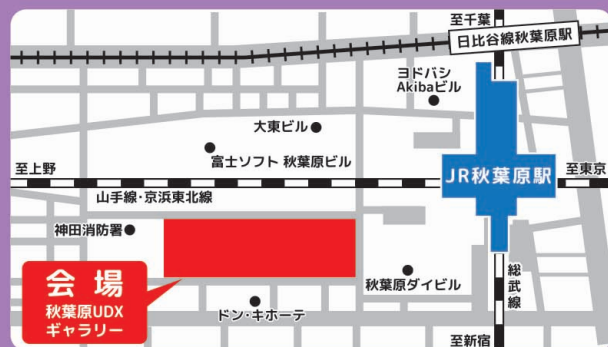 至千葉
日比谷線秋葉原駅
ヨドバシ
Akibaビル
大東ビル
富士ソフト 秋葉原ビル
至上野
JR秋葉原駅
至東京
山手線・京浜東北線
神田消防署
会場
秋葉原UDX
ギャラリー
秋葉原ダイビル
総武線
ドン・キホーテ
至新宿